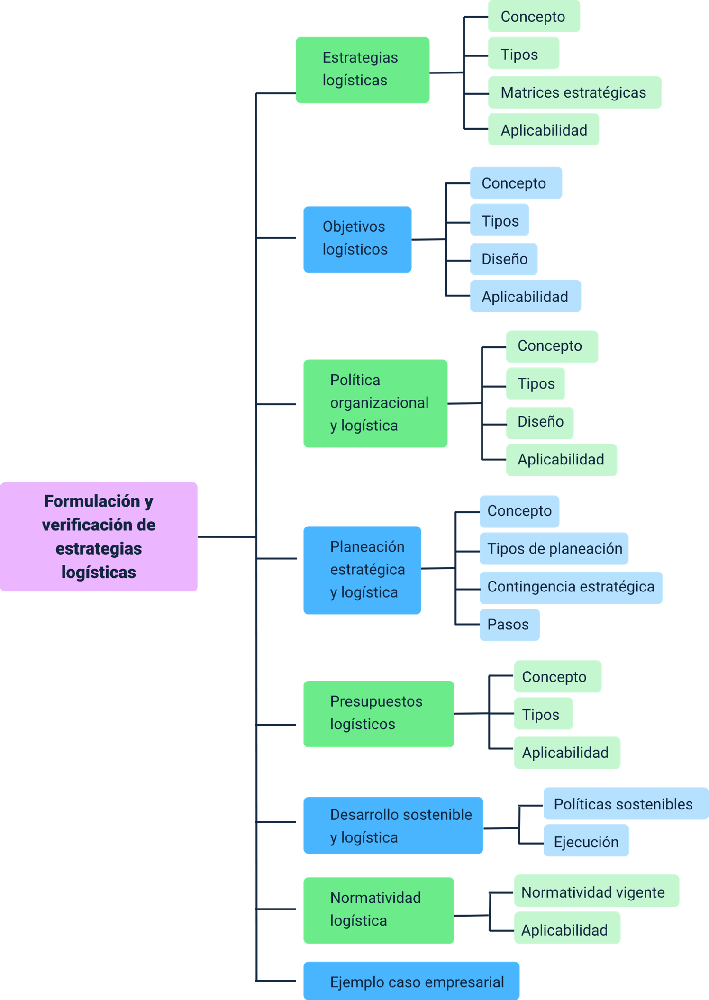 Formulación y
verificación de
estrategias
logísticas
Estrategias
logísticas
Concepto
Tipos
Matrices estratégicas
Aplicabilidad
Objetivos
logísticos
Concepto
Tipos
Diseño
Aplicabilidad
Política
organizacional
y logística
Concepto
Tipos
Diseño
Aplicabilidad
Planeación
estratégica
y logística
Concepto
Tipos de planeación
Contingencia estratégica
Pasos
Presupuestos
logísticos
Concepto
Tipos
Aplicabilidad
Desarrollo sostenible
y logística
Políticas sostenibles
Ejecución
Normatividad
logística
Normatividad vigente
Aplicabilidad
Ejemplo caso empresarial